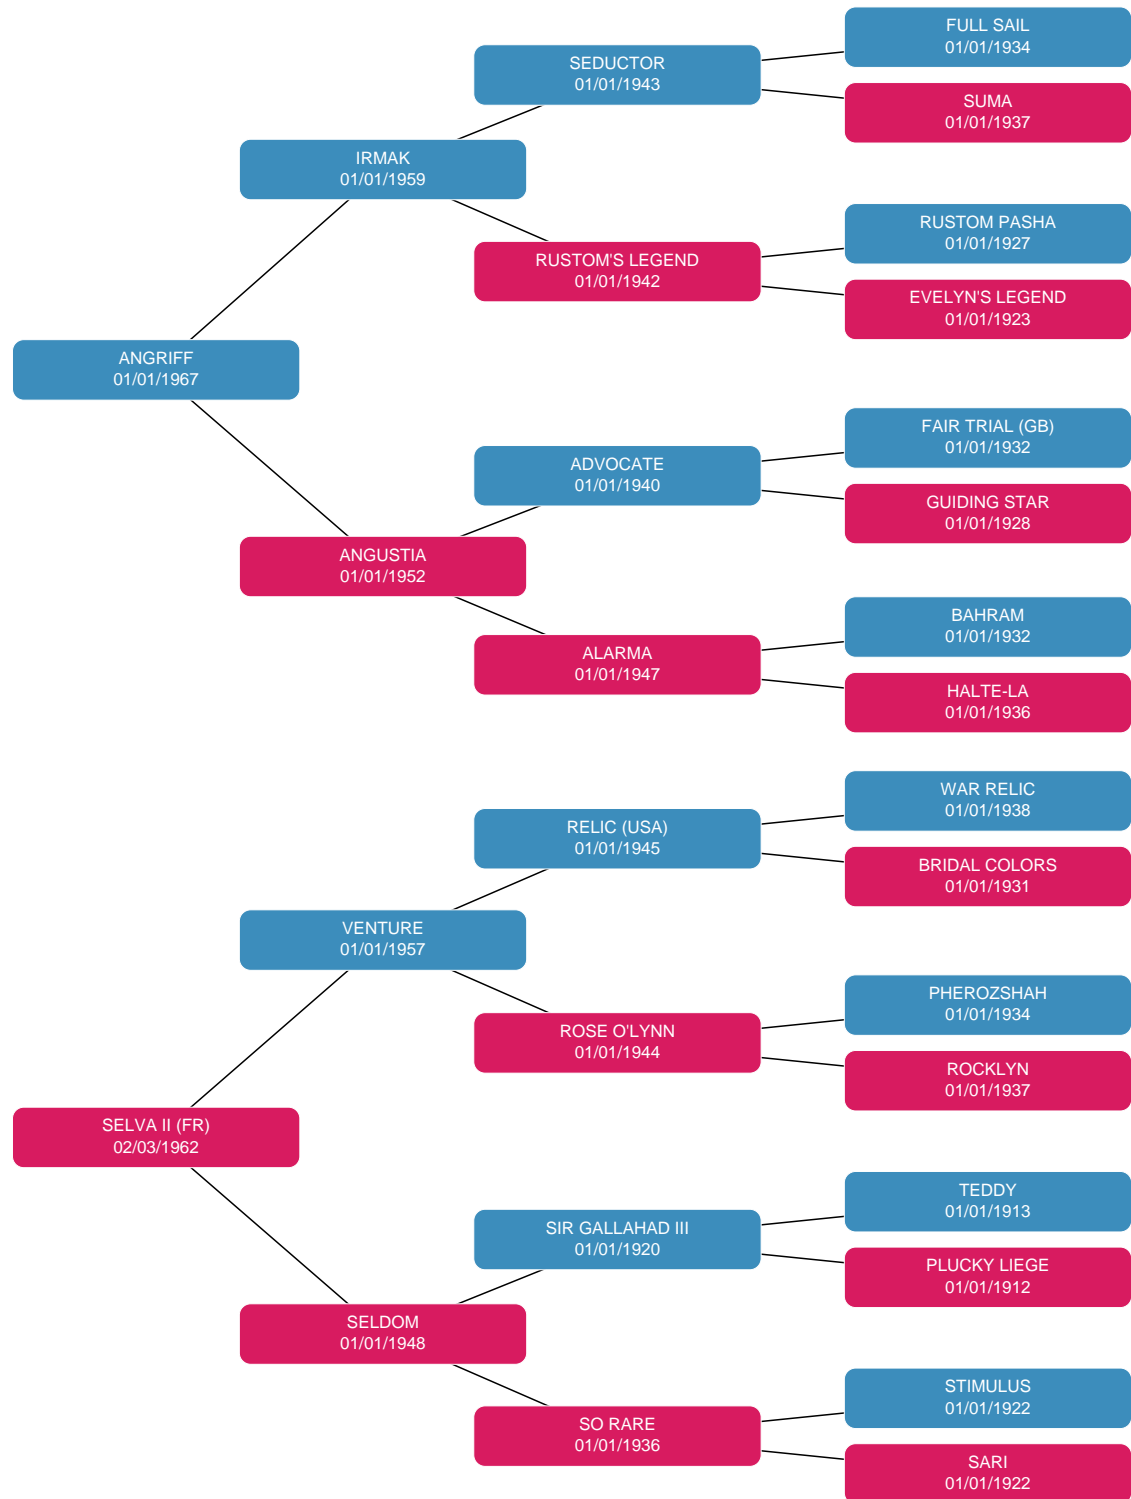 FULL SAIL
01/01/1934
SEDUCTOR
01/01/1943
SUMA
01/01/1937
IRMAK
01/01/1959
RUSTOM PASHA
01/01/1927
RUSTOM'S LEGEND
01/01/1942
EVELYN'S LEGEND
01/01/1923
ANGRIFF
01/01/1967
FAIR TRIAL (GB)
01/01/1932
ADVOCATE
01/01/1940
GUIDING STAR
01/01/1928
ANGUSTIA
01/01/1952
BAHRAM
01/01/1932
ALARMA
01/01/1947
HALTE-LA
01/01/1936
WAR RELIC
01/01/1938
RELIC (USA)
01/01/1945
BRIDAL COLORS
01/01/1931
VENTURE
01/01/1957
PHEROZSHAH
01/01/1934
ROSE O'LYNN
01/01/1944
ROCKLYN
01/01/1937
SELVA II (FR)
02/03/1962
TEDDY
01/01/1913
SIR GALLAHAD III
01/01/1920
PLUCKY LIEGE
01/01/1912
SELDOM
01/01/1948
STIMULUS
01/01/1922
SO RARE
01/01/1936
SARI
01/01/1922